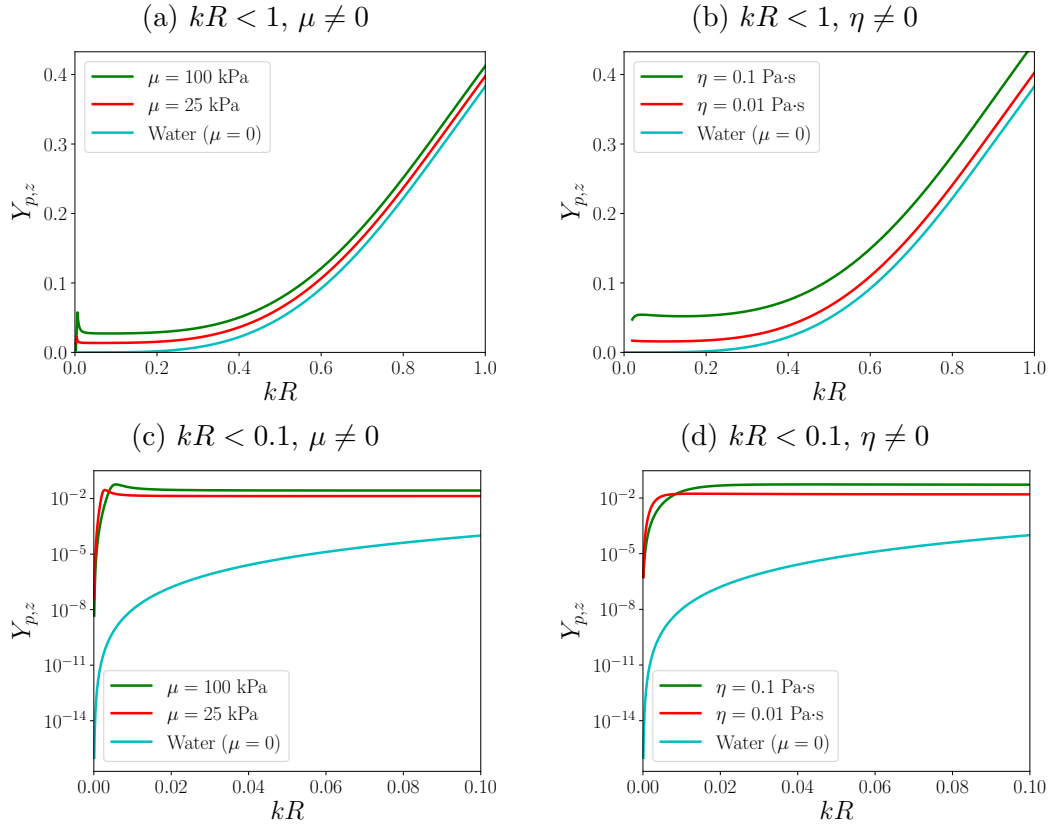 (a) kR < 1, μ ≠ 0
0.4
0.3
0.2
0.1
0.0
Y_{p,z}
μ = 100 kPa
μ = 25 kPa
Water (μ = 0)
0.0 0.2 0.4 0.6 0.8 1.0
kR
(b) kR < 1, η ≠ 0
0.4
0.3
0.2
0.1
0.0
Y_{p,z}
η = 0.1 Pa·s
η = 0.01 Pa·s
Water (μ = 0)
0.0 0.2 0.4 0.6 0.8 1.0
kR
(c) kR < 0.1, μ ≠ 0
10^{-2}
10^{-5}
10^{-8}
10^{-11}
10^{-14}
Y_{p,z}
μ = 100 kPa
μ = 25 kPa
Water (μ = 0)
0.00 0.02 0.04 0.06 0.08 0.10
kR
(d) kR < 0.1, η ≠ 0
10^{-2}
10^{-5}
10^{-8}
10^{-11}
10^{-14}
Y_{p,z}
η = 0.1 Pa·s
η = 0.01 Pa·s
Water (μ = 0)
0.00 0.02 0.04 0.06 0.08 0.10
kR